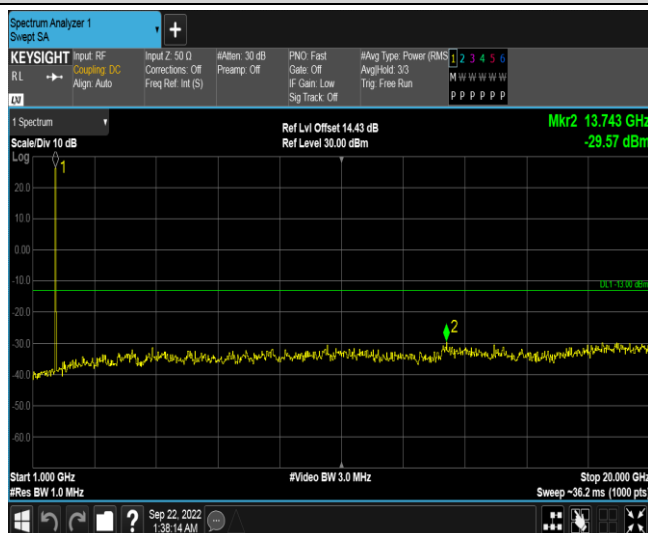 Spectrum Analyzer 1
Swept SA
+
KEYSIGHT
RL
LXI
Input: RF
Coupling: DC
Align: Auto
Input Z: 50 Ω
Corrections: Off
Freq Ref: Int (S)
#Atten: 30 dB
Preamp: Off
PNO: Fast
Gate: Off
IF Gain: Low
Sig Track: Off
#Avg Type: Power (RMS
Avg|Hold: 3/3
Trig: Free Run
1 2 3 4 5 6
M W W W W W
P P P P P P
1 Spectrum
Scale/Div 10 dB
Ref Lvl Offset 14.43 dB
Ref Level 30.00 dBm
Mkr2 13.743 GHz
-29.57 dBm
Log
1
20.0
10.0
0.00
-10.0
DL1 -13.00 dBm
2
-20.0
-30.0
-40.0
-50.0
-60.0
Start 1.000 GHz
#Video BW 3.0 MHz
Stop 20.000 GHz
#Res BW 1.0 MHz
Sweep ~36.2 ms (1000 pts)
?
Sep 22, 2022
1:38:14 AM